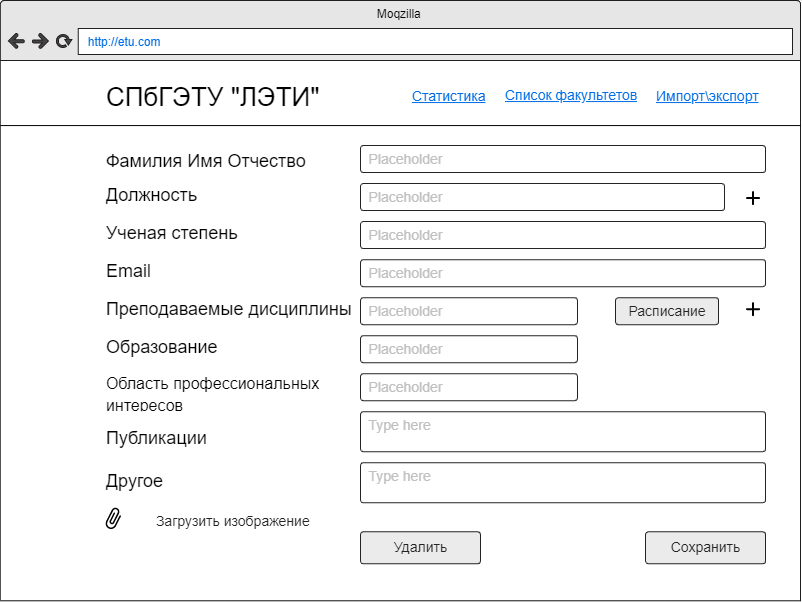 Moqzilla
http://etu.com
СПбГЭТУ "ЛЭТИ"
Статистика
Список факультетов
Импорт\экспорт
Фамилия Имя Отчество
Placeholder
Должность
Placeholder
Ученая степень
Placeholder
Email
Placeholder
Преподаваемые дисциплины
Placeholder
Расписание
Образование
Placeholder
Область профессиональных
интересов
Placeholder
Публикации
Type here
Другое
Type here
Загрузить изображение
Удалить
Сохранить